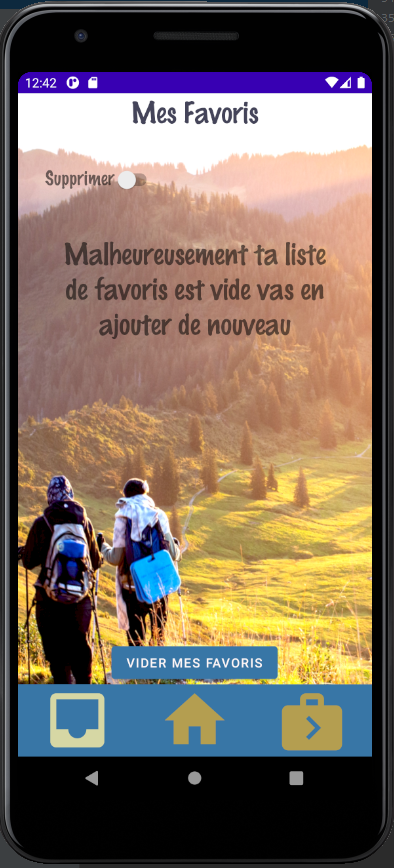 12:42
Mes Favoris
Supprimer
Malheureusement ta liste
de favoris est vide vas en
ajouter de nouveau
VIDER MES FAVORIS